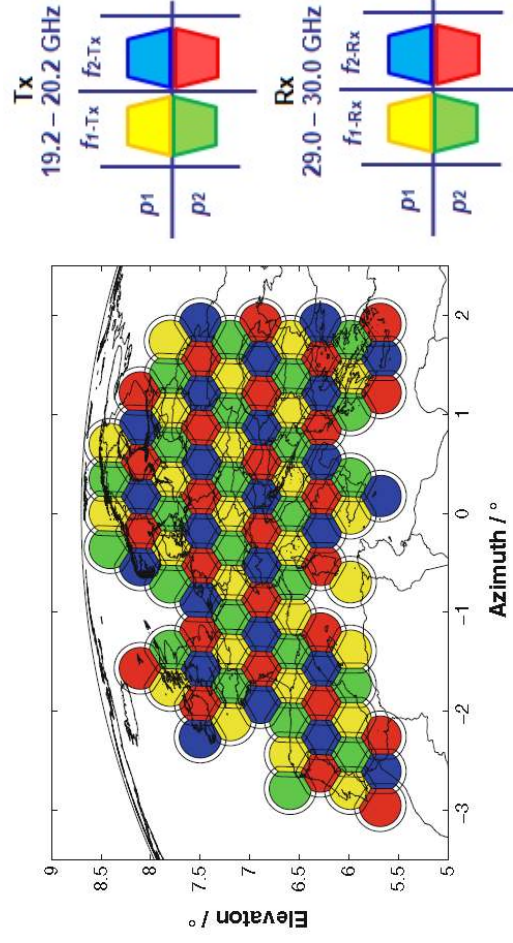 Tx
19.2 – 20.2 GHz
f1-Tx f2-Tx
p1
p2
Rx
29.0 – 30.0 GHz
f1-Rx f2-Rx
p1
p2
9
8.5
8
7.5
7
6.5
6
5.5
5
Elevaton / °
−3 −2 −1 0 1 2
Azimuth / °